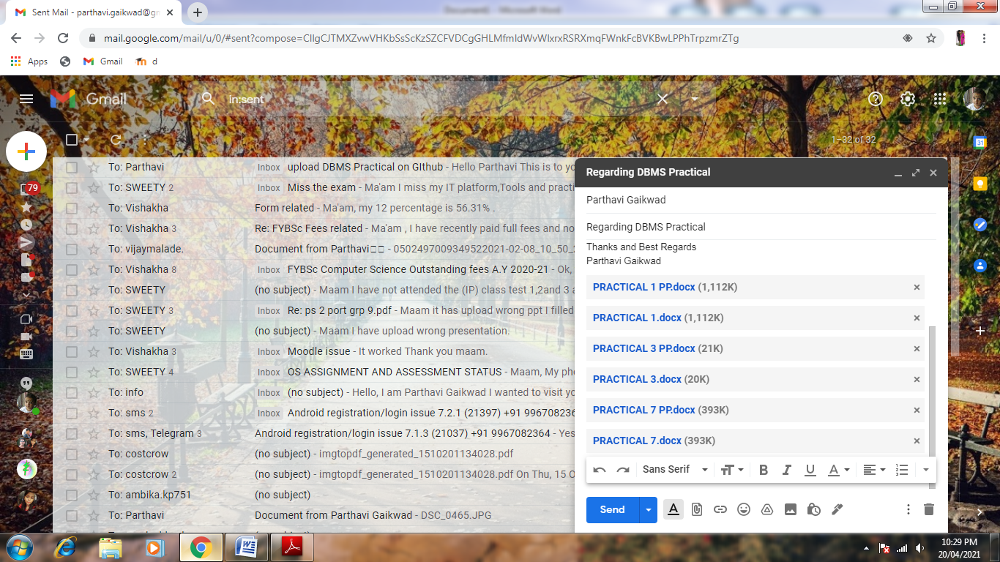 Document1 - Microsoft Word
Sent Mail - parthavi.gaikwad@gm
mail.google.com/mail/u/0/#sent?compose=CllgCJTMXZvwVHKbSsScKzSZCFVDCgGHLMfmldWvWlxrxRSRXmqFWnkFcBVKBwLPPhTrpzmrZTg
Apps
Gmail
d
Gmail
in:sent
1–32 of 32
31
79
To: Parthavi Inbox upload DBMS Practical on GIthub - Hello Parthavi This is to yo
To: SWEETY 2 Inbox Miss the exam - Ma'am I miss my IT platform,Tools and practi
To: Vishakha Form related - Ma'am, my 12 percentage is 56.31% .
To: Vishakha 3 Re: FYBSc Fees related - Ma'am , I have recently paid full fees and no
To: vijaymalade. Document from Parthavi - 0502497009349522021-02-08_10_50_
To: Vishakha 8 Inbox FYBSc Computer Science Outstanding fees A.Y 2020-21 - Ok,
To: SWEETY (no subject) - Maam I have not attended the (IP) class test 1,2and 3 a
To: SWEETY 3 Inbox Re: ps 2 port grp 9.pdf - Maam it has upload wrong ppt I filled
To: SWEETY (no subject) - Maam I have upload wrong presentation.
To: Vishakha 3 Inbox Moodle issue - It worked Thank you maam.
To: SWEETY 4 Inbox OS ASSIGNMENT AND ASSESSMENT STATUS - Maam, My pho
To: info Inbox (no subject) - Hello, I am Parthavi Gaikwad I wanted to visit yo
To: sms 2 Inbox Android registration/login issue 7.2.1 (21397) +91 996708236
To: sms, Telegram 3 Android registration/login issue 7.1.3 (21037) +91 9967082364 - Yes
To: costcrow (no subject) - imgtopdf_generated_1510201134028.pdf
To: costcrow 2 (no subject) - imgtopdf_generated_1510201134028.pdf On Thu, 15 O
To: ambika.kp751 (no subject)
To: Parthavi Document from Parthavi Gaikwad - DSC_0465.JPG
Regarding DBMS Practical
Parthavi Gaikwad
Regarding DBMS Practical
Thanks and Best Regards
Parthavi Gaikwad
PRACTICAL 1 PP.docx (1,112K)
PRACTICAL 1.docx (1,112K)
PRACTICAL 3 PP.docx (21K)
PRACTICAL 3.docx (20K)
PRACTICAL 7 PP.docx (393K)
PRACTICAL 7.docx (393K)
Sans Serif
Send
10:29 PM
20/04/2021